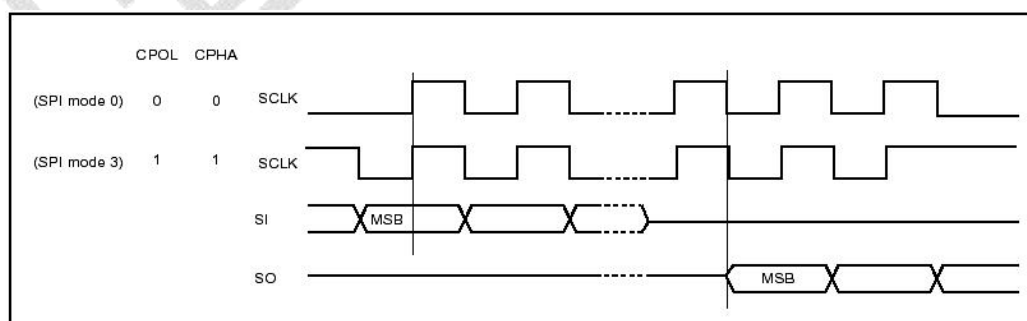 CPOL CPHA
(SPI mode 0) 0 0 SCLK
(SPI mode 3) 1 1 SCLK
SI MSB
SO MSB